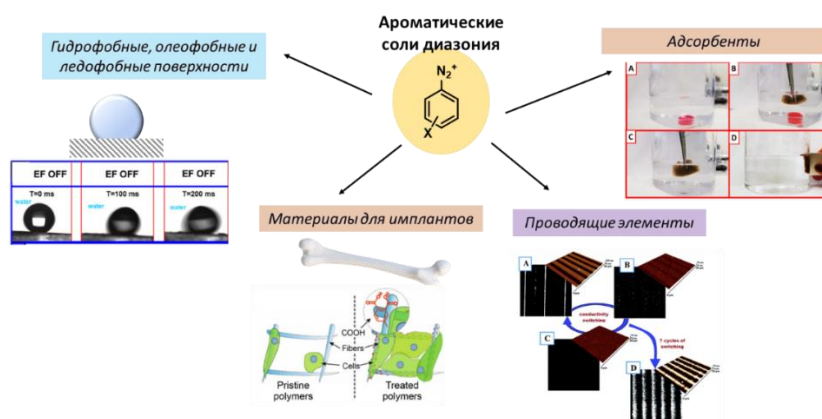 Ароматические
соли диазония
N₂⁺
X
Гидрофобные, олеофобные и
ледофобные поверхности
EF OFF
EF OFF
EF OFF
T=0 ms
T=100 ms
T=200 ms
water
water
water
Адсорбенты
A
B
C
D
Материалы для имплантов
COOH
Fibers
Cells
Pristine
polymers
Treated
polymers
Проводящие элементы
A
B
conductivity
switching
C
7 cycles of
switching
D